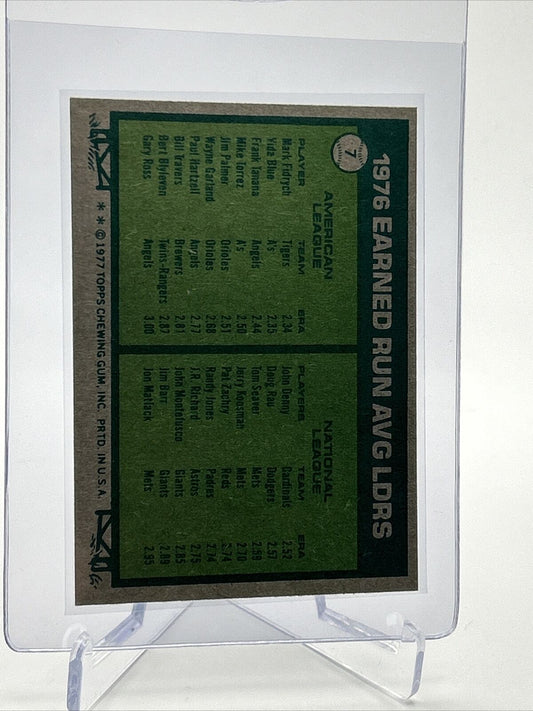 7
1976 EARNED RUN AVG LDRS
AMERICAN LEAGUE
PLAYER TEAM ERA
Mark Fidrych Tigers 2.34
Vida Blue A's 2.35
Frank Tanana Angels 2.44
Mike Torrez A's 2.50
Jim Palmer Orioles 2.51
Wayne Garland Orioles 2.68
Paul Hartzell Angels 2.77
Bill Travers Brewers 2.81
Bert Blyleven Twins-Rangers 2.87
Gary Ross Angels 3.00
NATIONAL LEAGUE
PLAYERS TEAM ERA
John Denny Cardinals 2.52
Doug Rau Dodgers 2.57
Tom Seaver Mets 2.59
Jerry Koosman Mets 2.70
Pat Zachry Reds 2.74
Randy Jones Padres 2.74
J.R. Richard Astros 2.75
John Montefusco Giants 2.85
Jim Barr Giants 2.89
Jon Matlack Mets 2.95
* * © 1977 TOPPS CHEWING GUM, INC. PRTD. IN U.S.A.